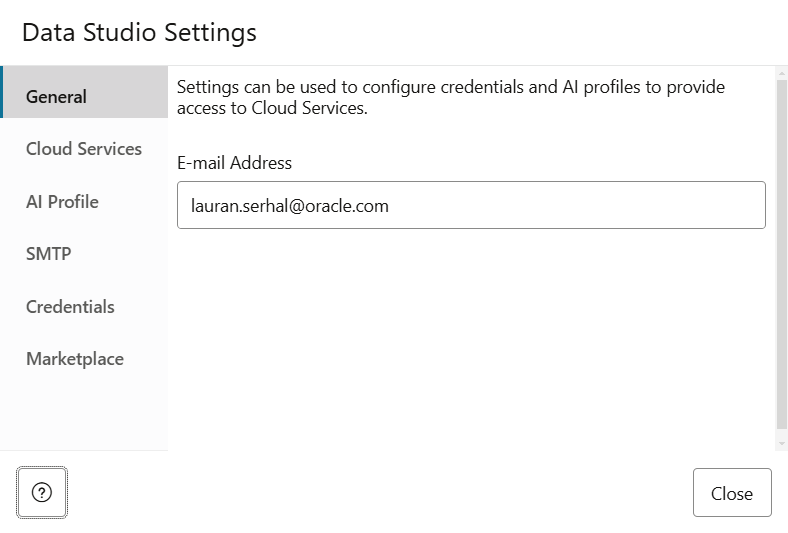 Data Studio Settings
General
Cloud Services
AI Profile
SMTP
Credentials
Marketplace
Settings can be used to configure credentials and AI profiles to provide
access to Cloud Services.
E-mail Address
lauran.serhal@oracle.com
?
Close